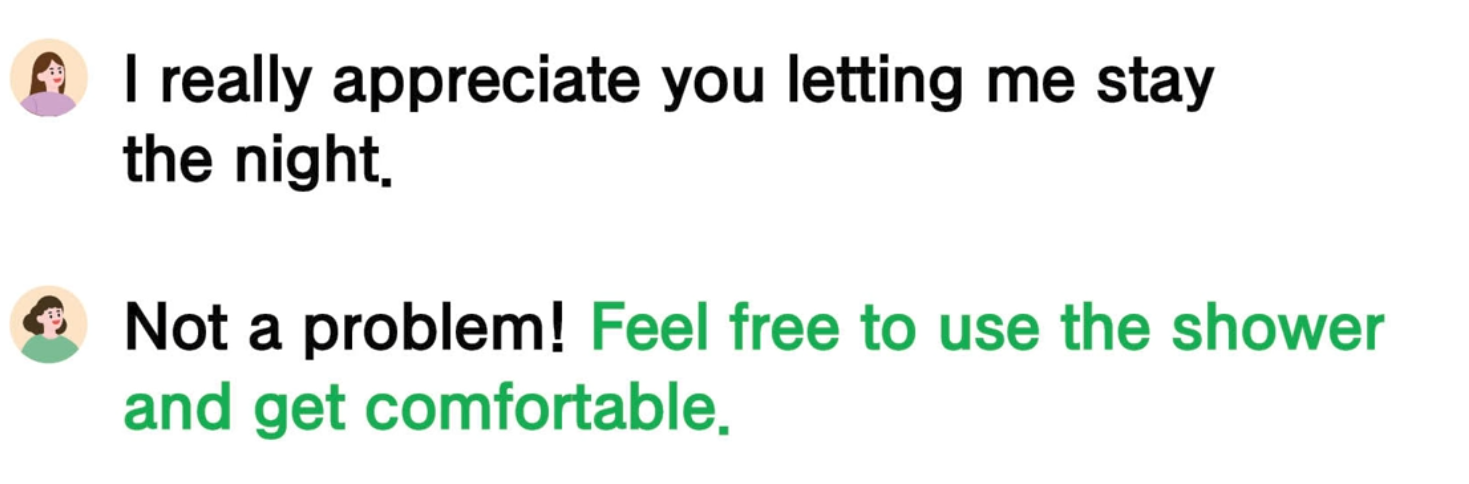 I really appreciate you letting me stay
the night.
Not a problem! Feel free to use the shower
and get comfortable.